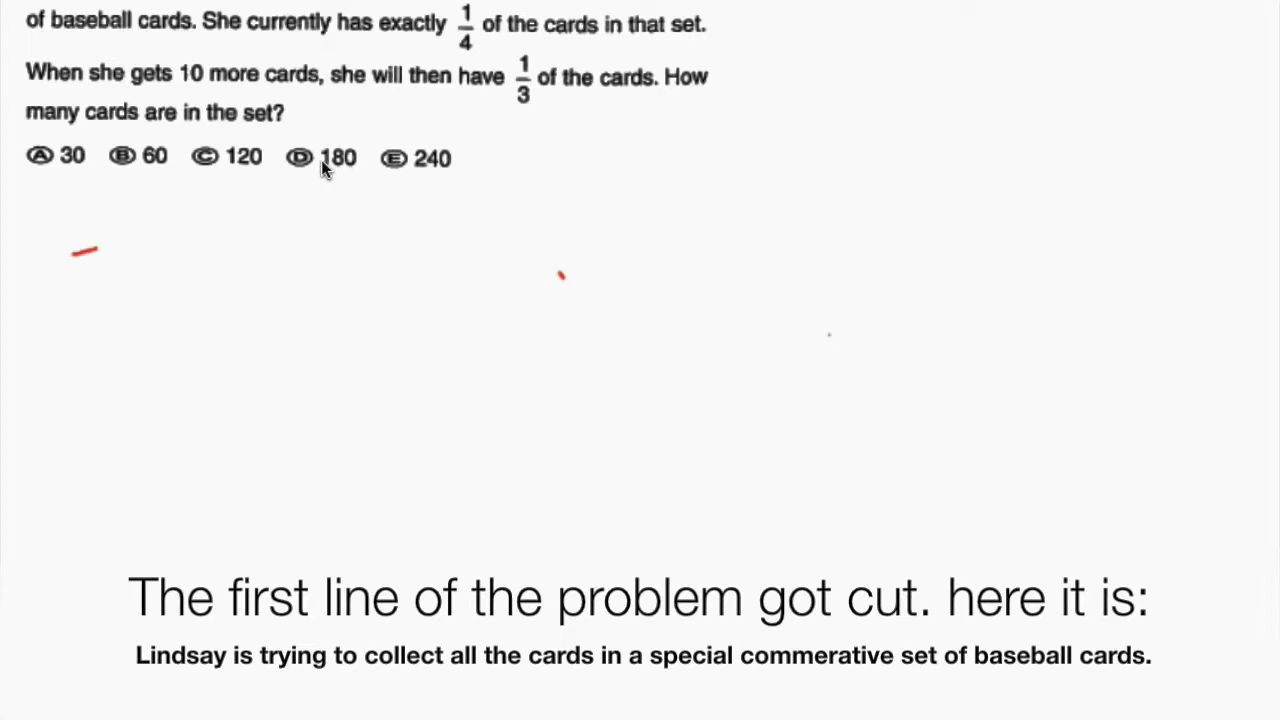 of baseball cards. She currently has exactly 1/4 of the cards in that set.
When she gets 10 more cards, she will then have 1/3 of the cards. How
many cards are in the set?
Ⓐ 30 Ⓑ 60 Ⓒ 120 Ⓓ 180 Ⓔ 240
The first line of the problem got cut. here it is:
Lindsay is trying to collect all the cards in a special commerative set of baseball cards.